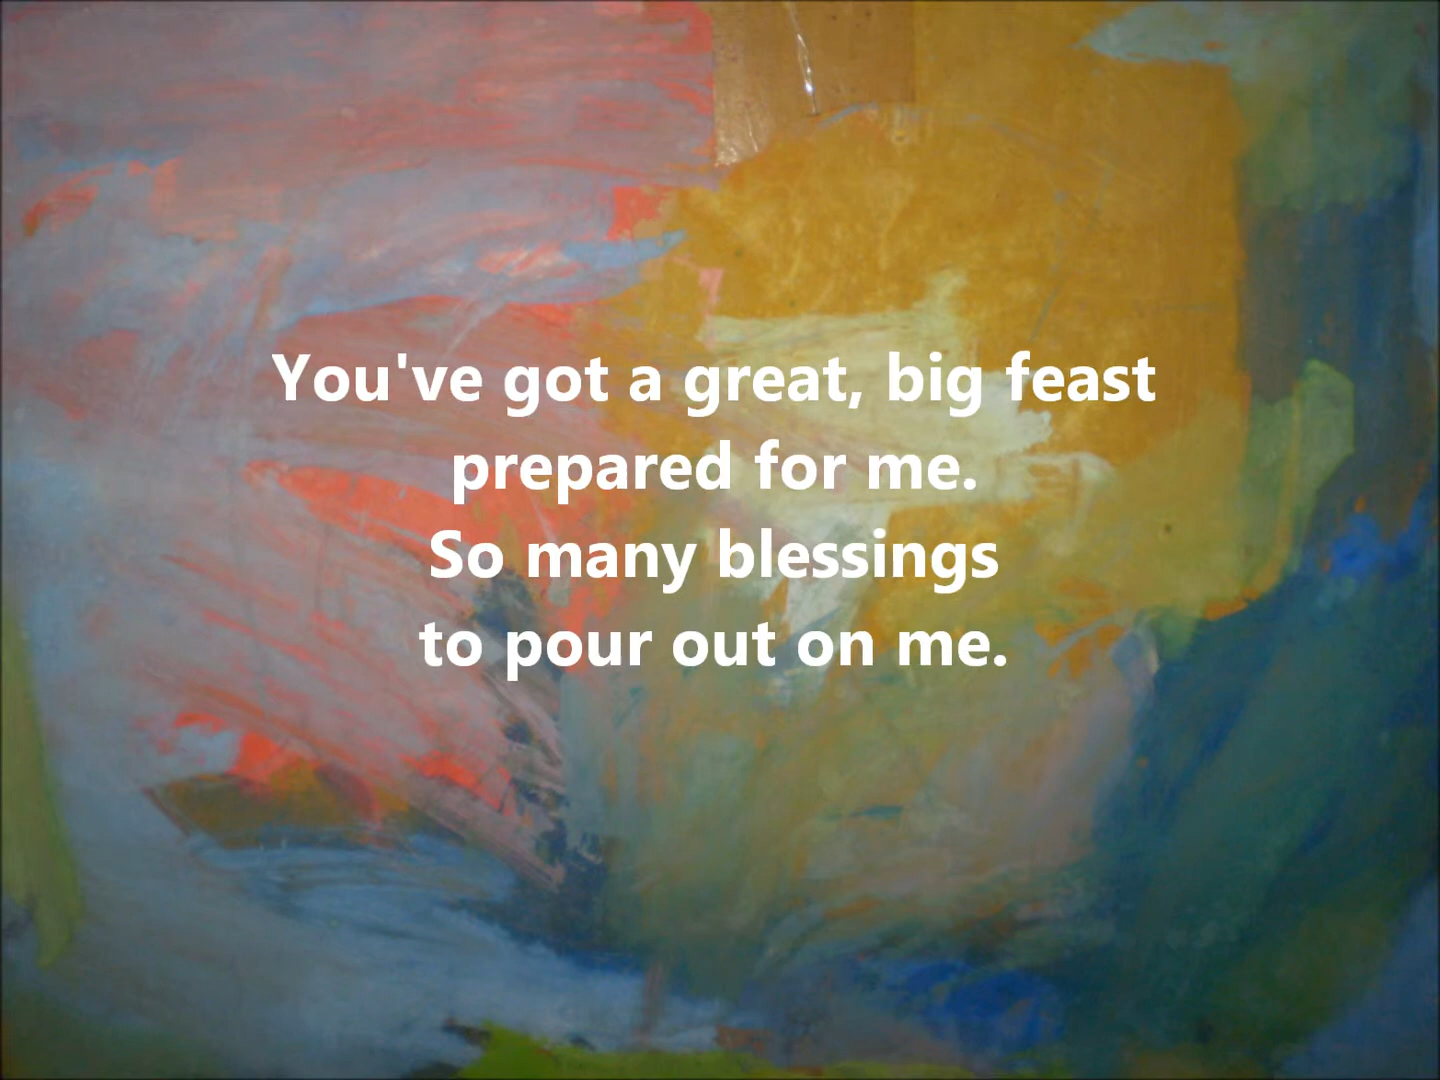 You've got a great, big feast
prepared for me.
So many blessings
to pour out on me.